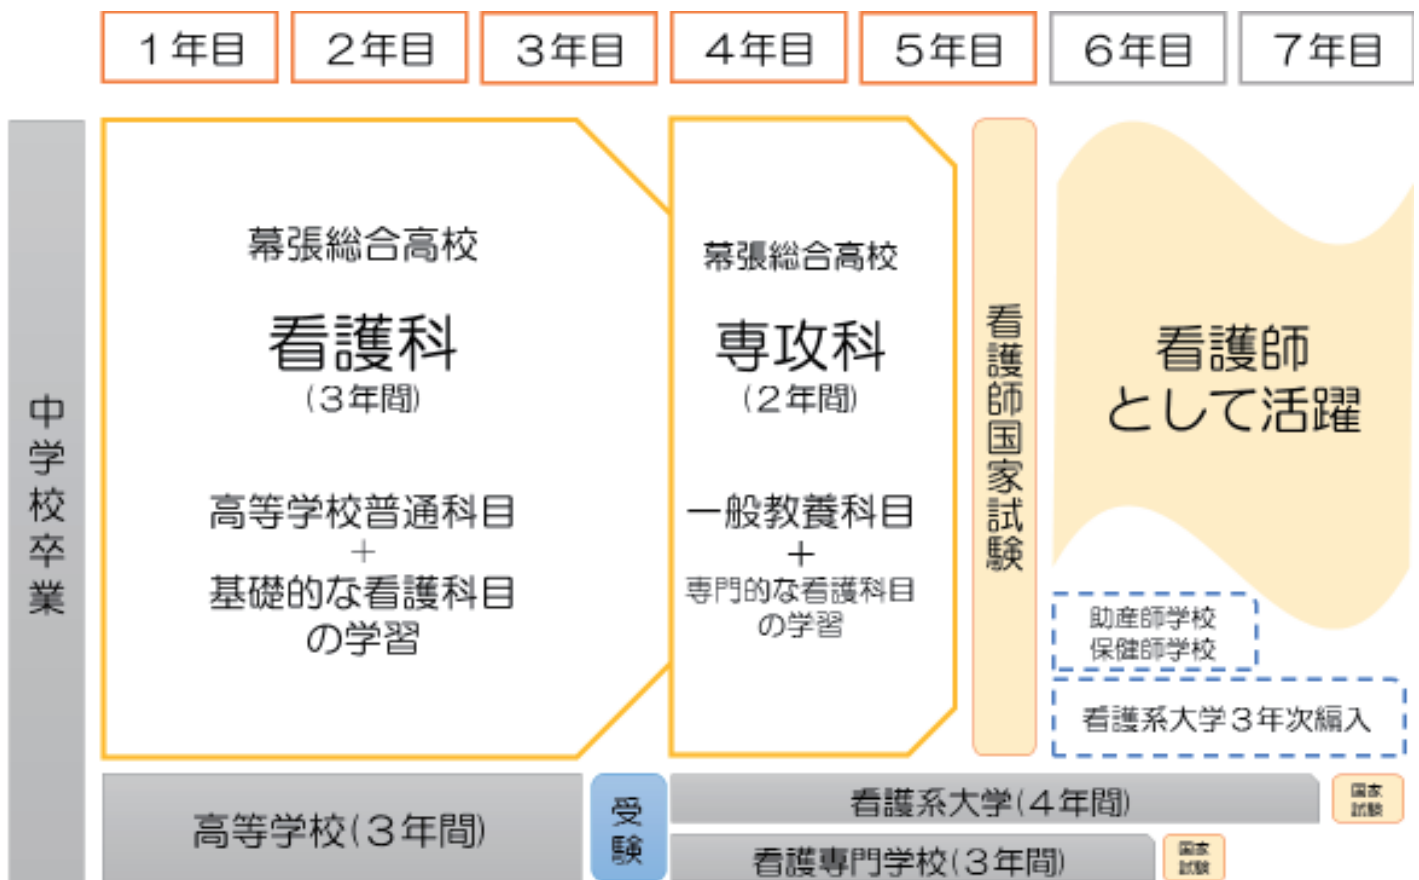 1年目
2年目
3年目
4年目
5年目
6年目
7年目
中学校卒業
幕張総合高校
看護科
(3年間)
高等学校普通科目
+
基礎的な看護科目
の学習
幕張総合高校
専攻科
(2年間)
一般教養科目
+
専門的な看護科目
の学習
看護師国家試験
看護師
として活躍
助産師学校
保健師学校
看護系大学3年次編入
高等学校(3年間)
受験
看護系大学(4年間)
国家
試験
看護専門学校(3年間)
国家
試験